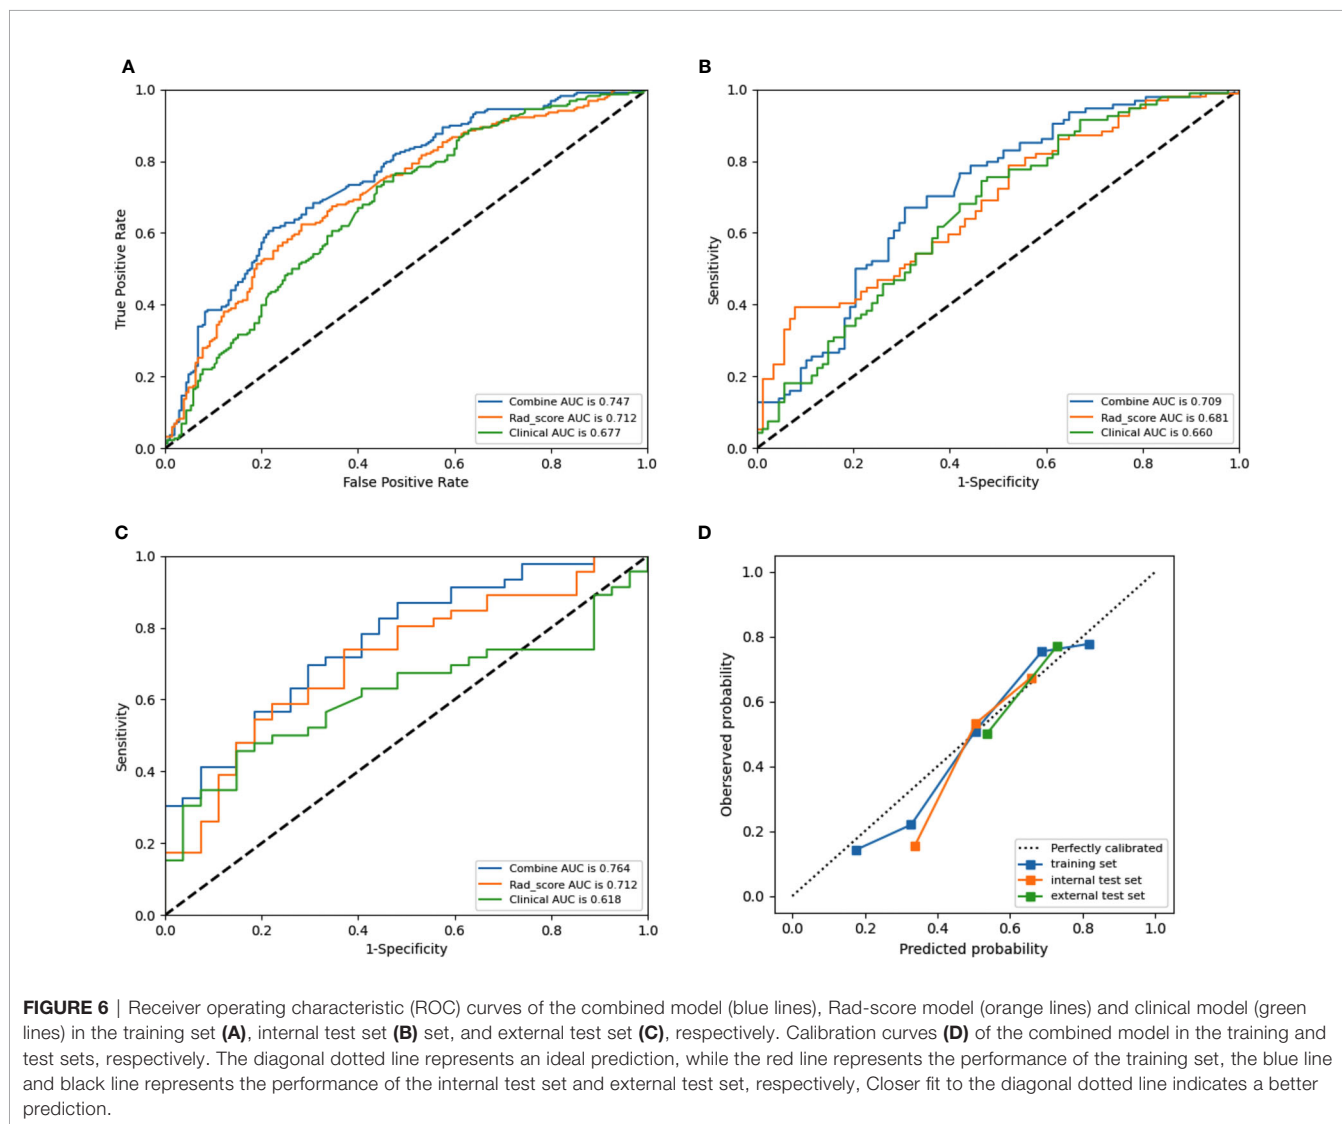 A
1.0
0.8
0.6
0.4
0.2
0.0
True Positive Rate
0.0 0.2 0.4 0.6 0.8 1.0
False Positive Rate
Combine AUC is 0.747
Rad_score AUC is 0.712
Clinical AUC is 0.677
B
1.0
0.8
0.6
0.4
0.2
0.0
Sensitivity
0.0 0.2 0.4 0.6 0.8 1.0
1-Specificity
Combine AUC is 0.709
Rad_score AUC is 0.681
Clinical AUC is 0.660
C
1.0
0.8
0.6
0.4
0.2
0.0
Sensitivity
0.0 0.2 0.4 0.6 0.8 1.0
1-Specificity
Combine AUC is 0.764
Rad_score AUC is 0.712
Clinical AUC is 0.618
D
1.0
0.8
0.6
0.4
0.2
0.0
Oberserved probability
0.0 0.2 0.4 0.6 0.8 1.0
Predicted probability
Perfectly calibrated
training set
internal test set
external test set
FIGURE 6 | Receiver operating characteristic (ROC) curves of the combined model (blue lines), Rad-score model (orange lines) and clinical model (green
lines) in the training set (A), internal test set (B) set, and external test set (C), respectively. Calibration curves (D) of the combined model in the training and
test sets, respectively. The diagonal dotted line represents an ideal prediction, while the red line represents the performance of the training set, the blue line
and black line represents the performance of the internal test set and external test set, respectively, Closer fit to the diagonal dotted line indicates a better
prediction.